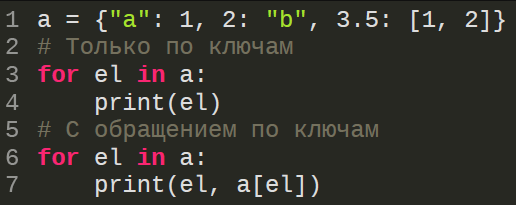 1 a = {"a": 1, 2: "b", 3.5: [1, 2]}
2 # Только по ключам
3 for el in a:
4     print(el)
5 # С обращением по ключам
6 for el in a:
7     print(el, a[el])